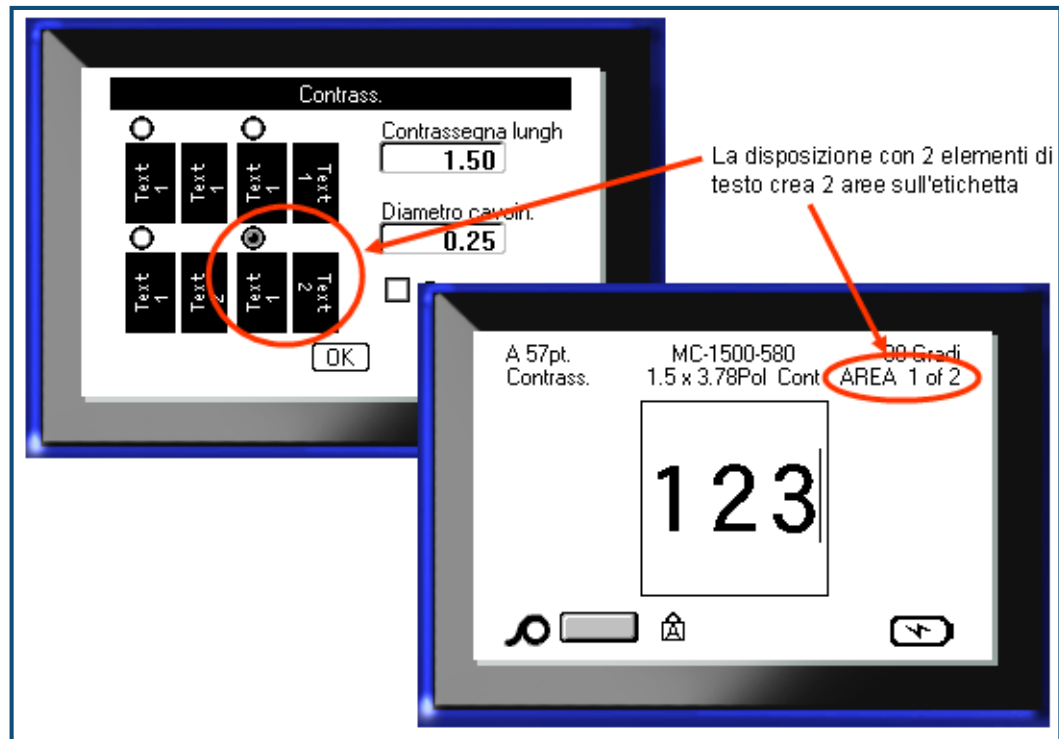 Contrass.
Contrassegna lungh
1.50
Text 1
Text 1
Text 1
Text 1
Diametro cavoin.
0.25
Text 1
Text 2
Text 1
Text 2
OK
La disposizione con 2 elementi di
testo crea 2 aree sull'etichetta
A 57pt. MC-1500-580 Gradi
Contrass. 1.5 x 3.78Pol Cont AREA 1 of 2
123
A